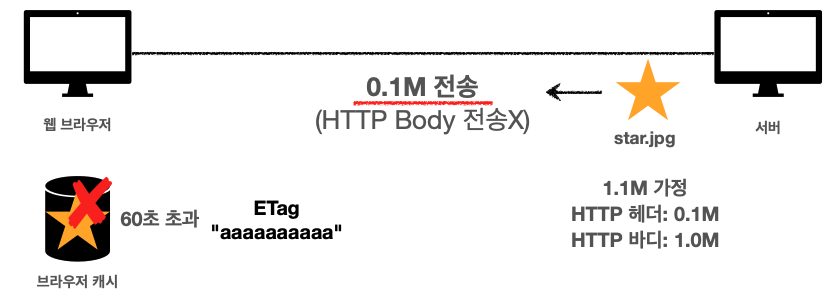 0.1M 전송
(HTTP Body 전송X)
웹 브라우저
star.jpg
서버
60초 초과
ETag
"aaaaaaaaaa"
브라우저 캐시
1.1M 가정
HTTP 헤더: 0.1M
HTTP 바디: 1.0M